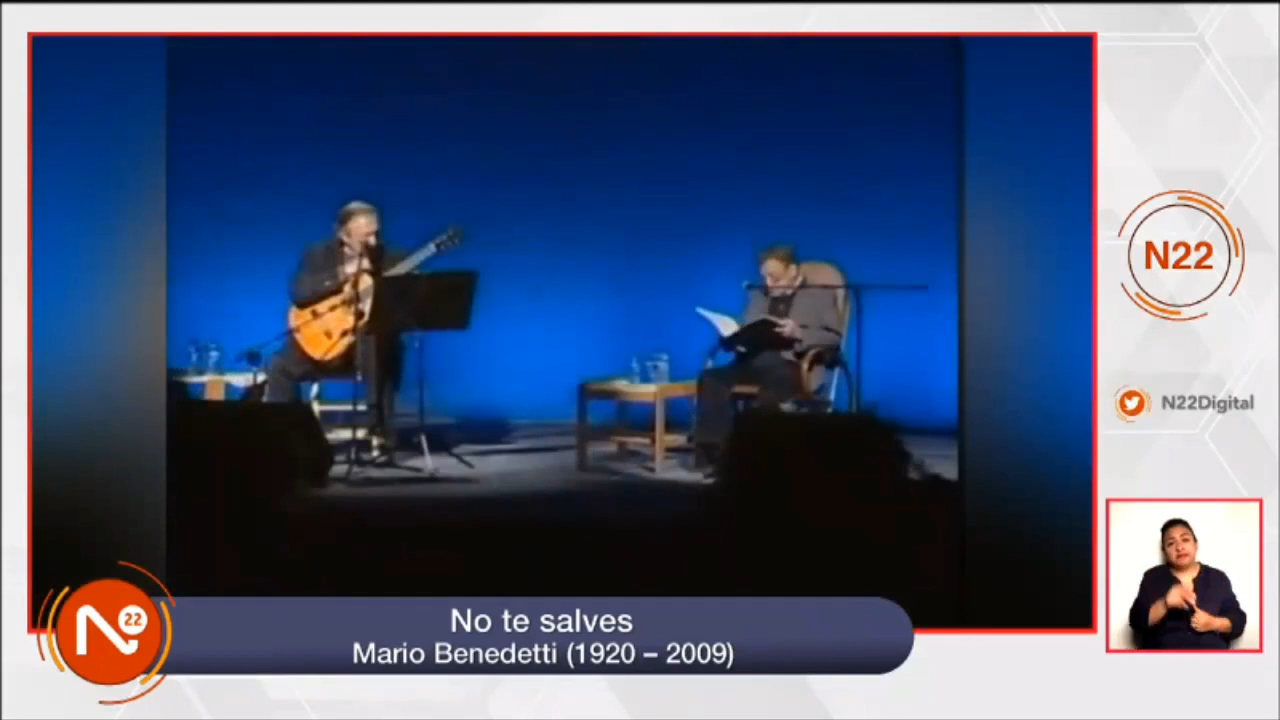 N22
N22Digital
N22
No te salves
Mario Benedetti (1920 – 2009)